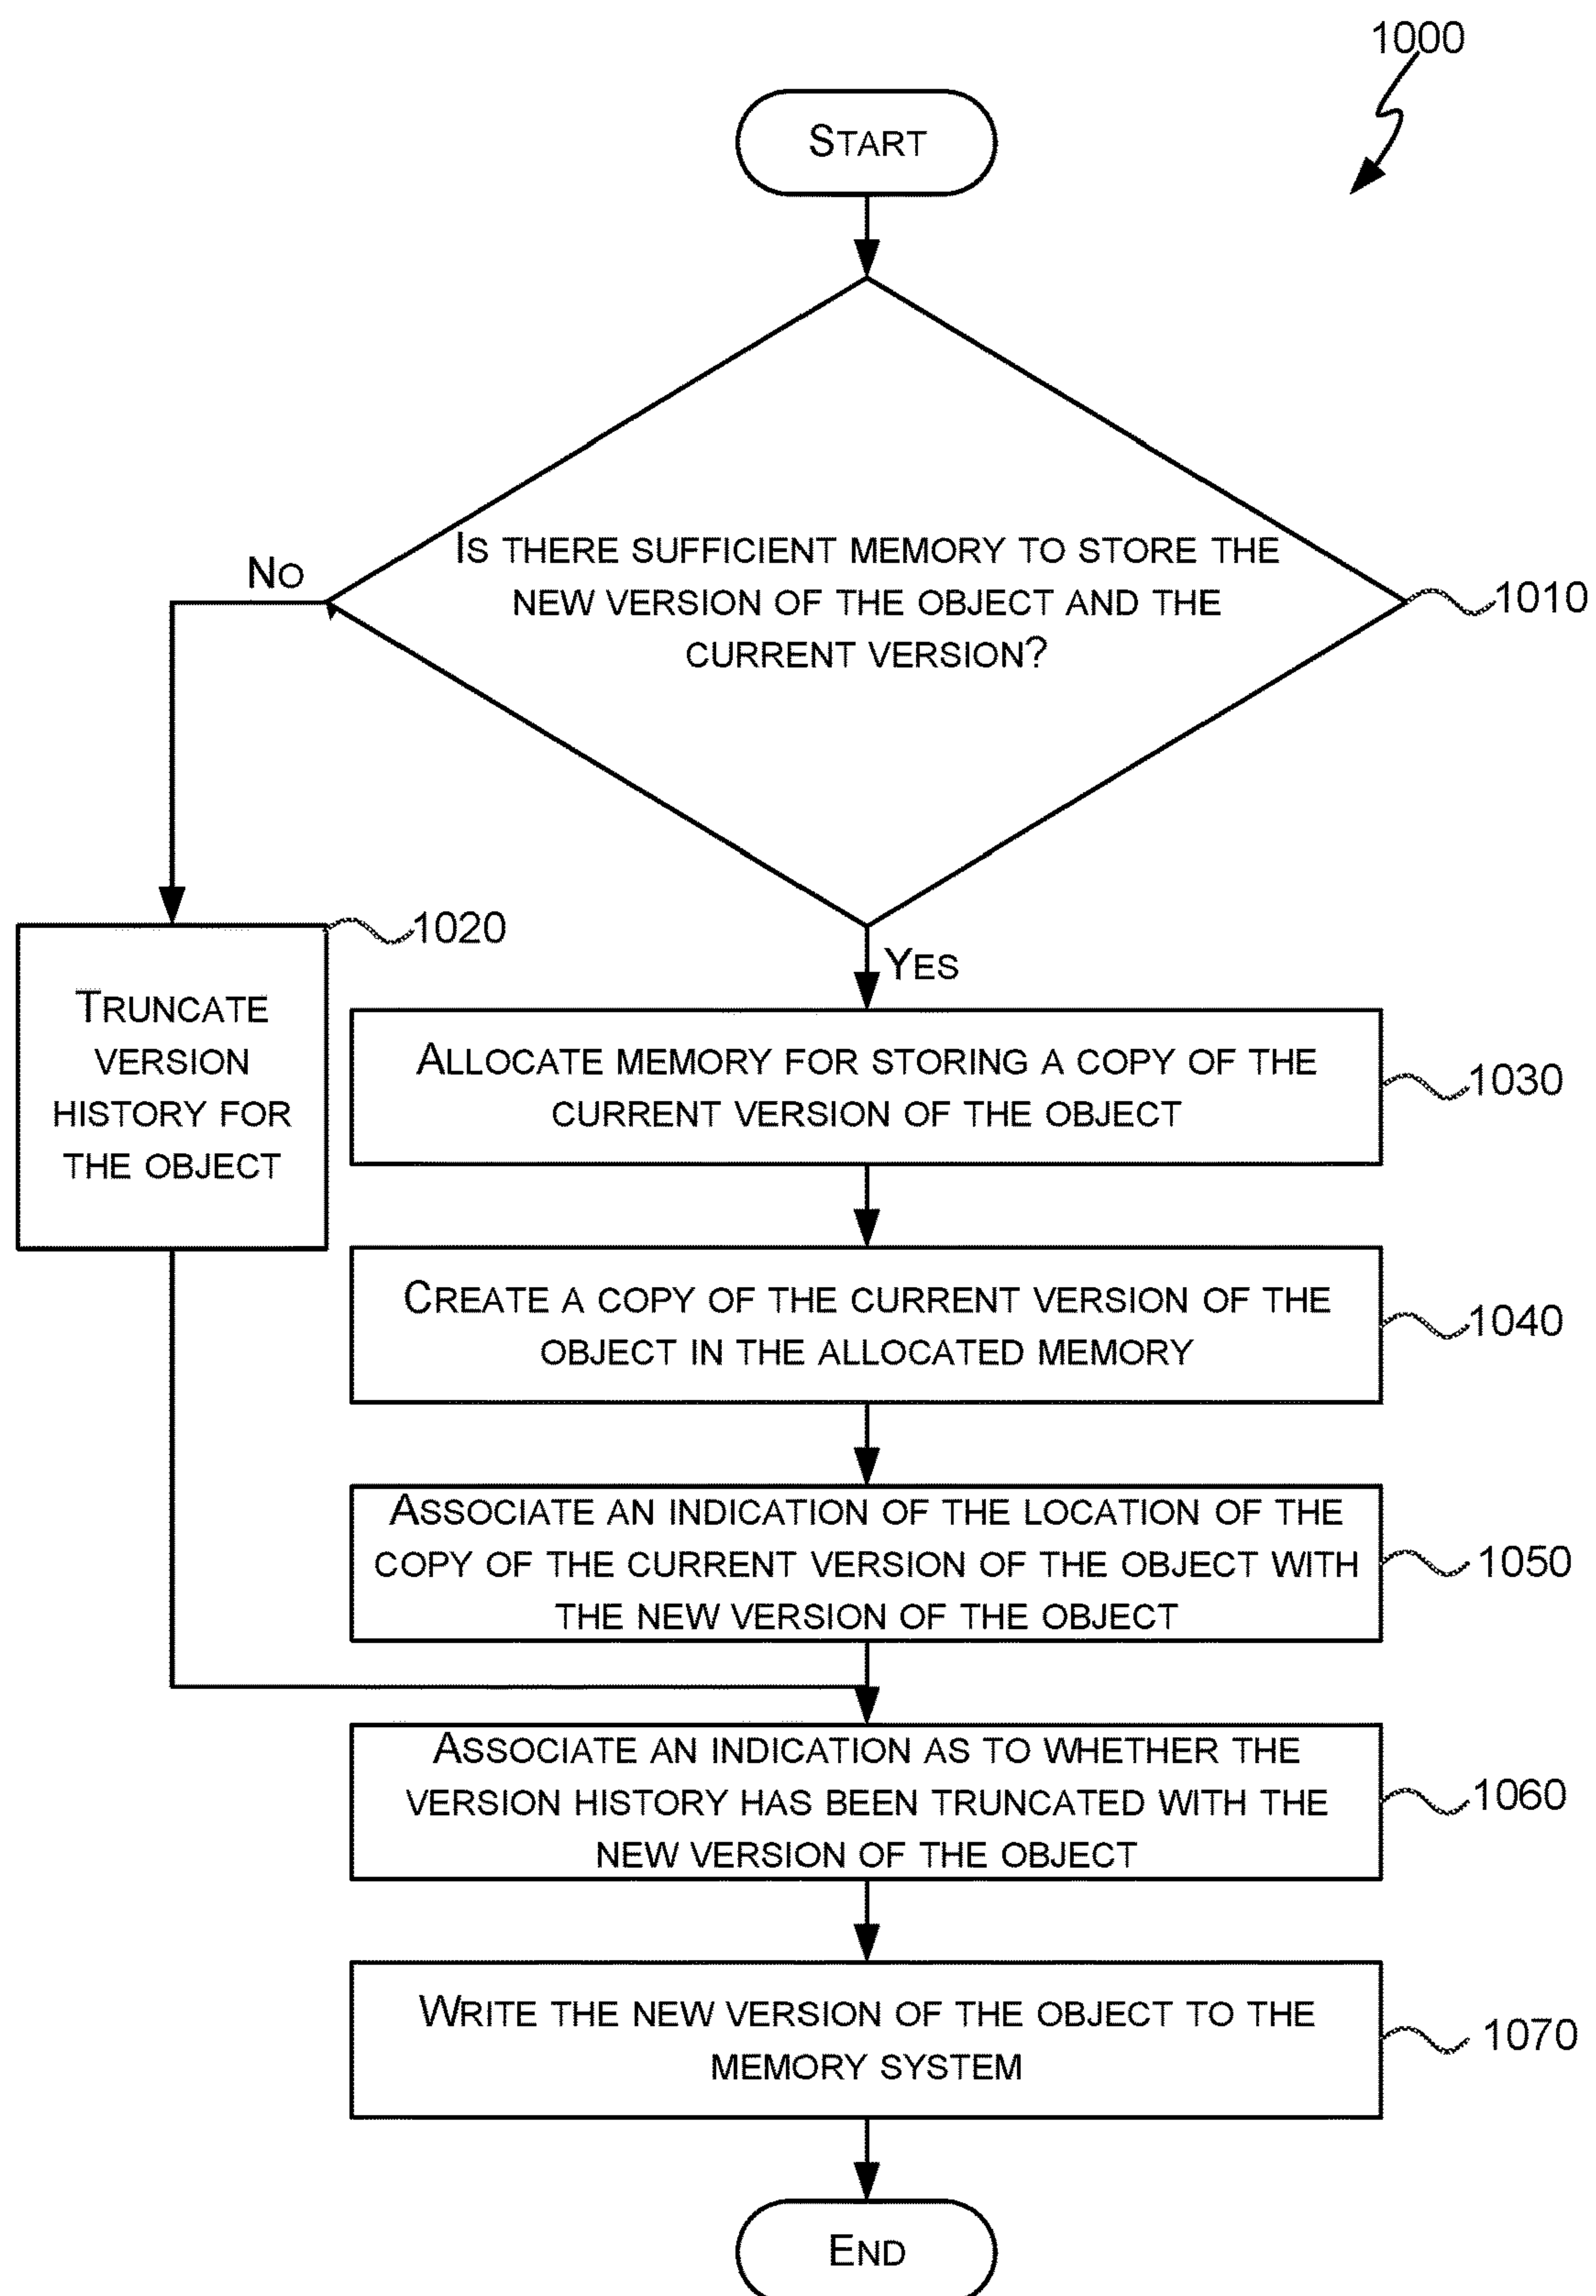 1000
START
IS THERE SUFFICIENT MEMORY TO STORE THE
NEW VERSION OF THE OBJECT AND THE
CURRENT VERSION?
NO
1010
1020
YES
TRUNCATE
VERSION
HISTORY FOR
THE OBJECT
ALLOCATE MEMORY FOR STORING A COPY OF THE
CURRENT VERSION OF THE OBJECT
1030
CREATE A COPY OF THE CURRENT VERSION OF THE
OBJECT IN THE ALLOCATED MEMORY
1040
ASSOCIATE AN INDICATION OF THE LOCATION OF THE
COPY OF THE CURRENT VERSION OF THE OBJECT WITH
THE NEW VERSION OF THE OBJECT
1050
ASSOCIATE AN INDICATION AS TO WHETHER THE
VERSION HISTORY HAS BEEN TRUNCATED WITH THE
NEW VERSION OF THE OBJECT
1060
WRITE THE NEW VERSION OF THE OBJECT TO THE
MEMORY SYSTEM
1070
END